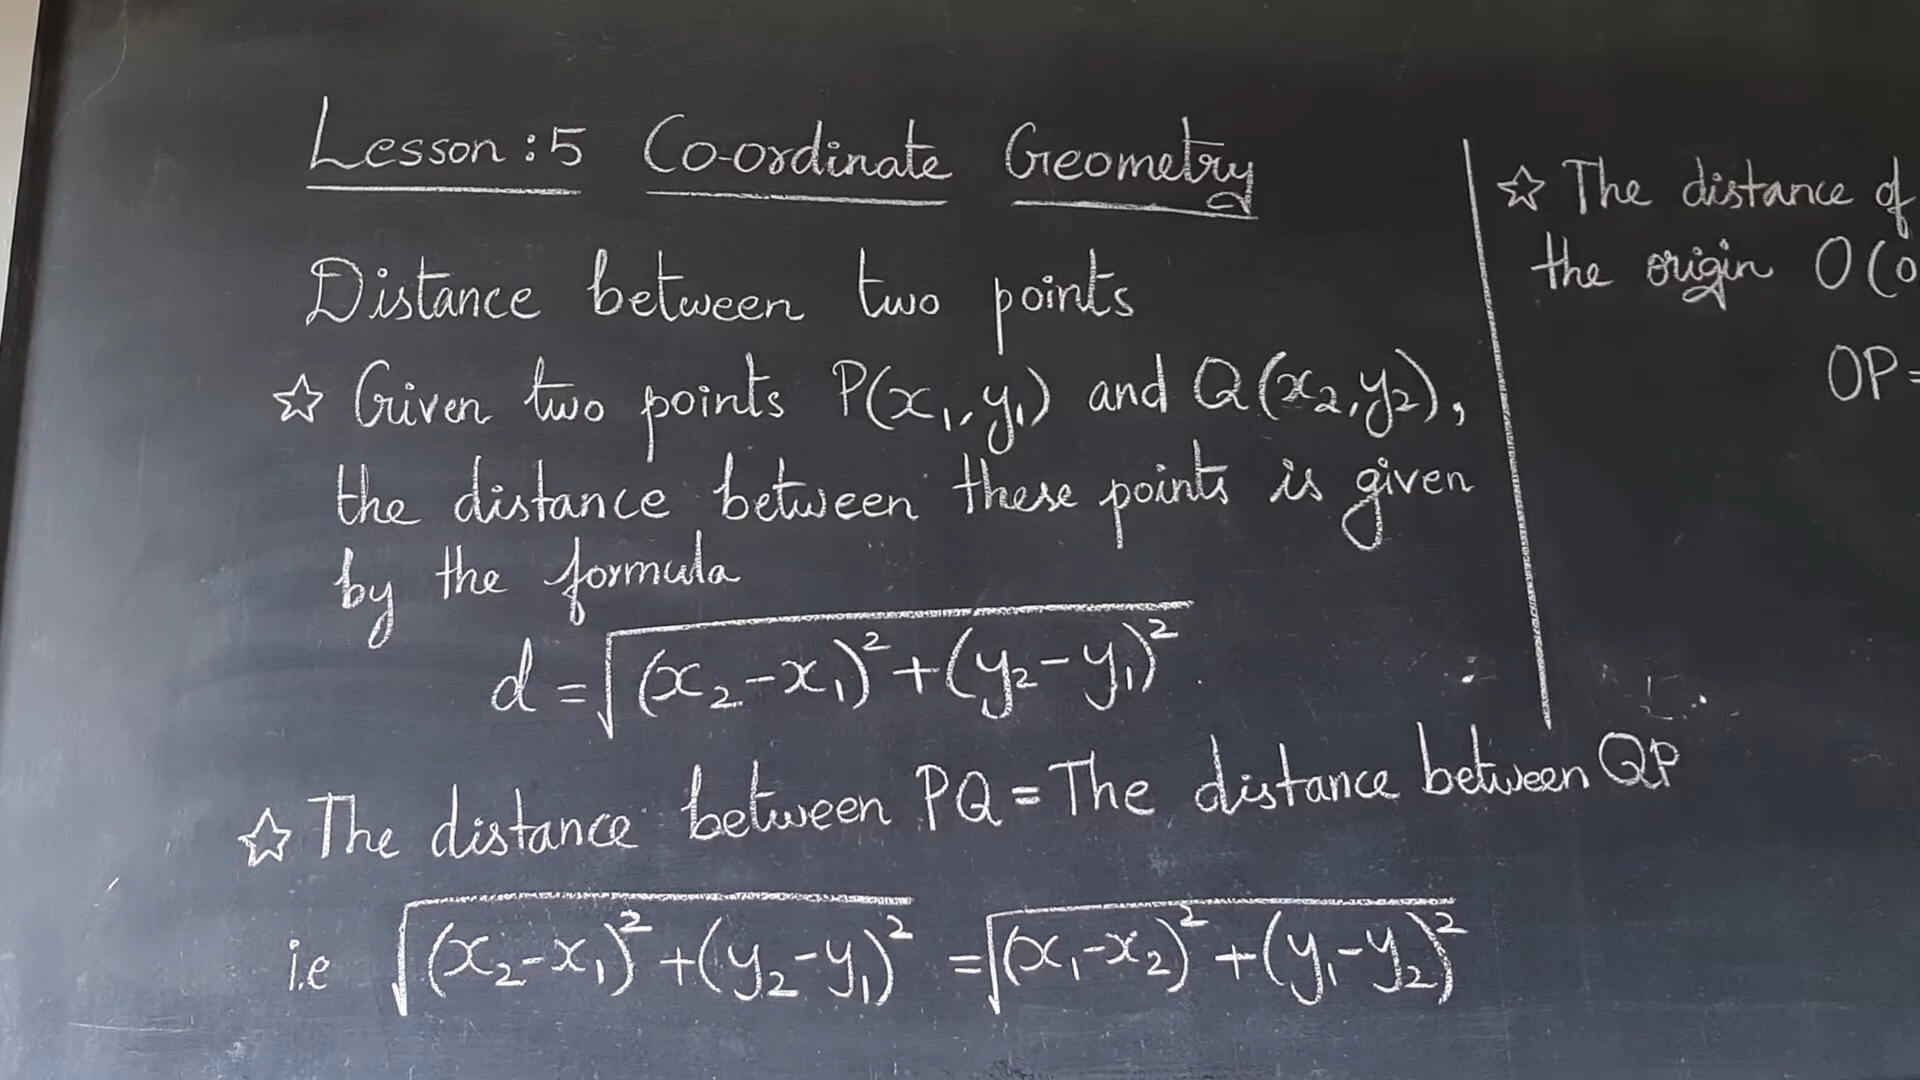 Lesson : 5 Co-ordinate Geometry
Distance between two points
☆ Given two points P(x₁, y₁) and Q(x₂, y₂),
the distance between these points is given
by the formula
d = √((x₂-x₁)² + (y₂-y₁)²)
☆ The distance between PQ = The distance between QP
i.e √((x₂-x₁)² + (y₂-y₁)²) = √((x₁-x₂)² + (y₁-y₂)²)
☆ The distance of
the origin O(0
OP=